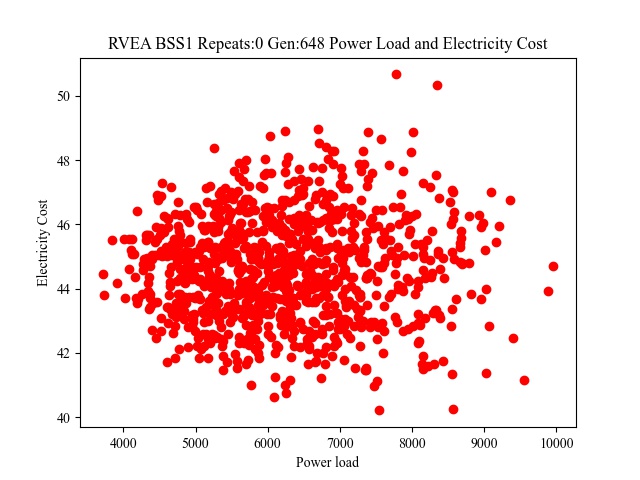 RVEA BSS1 Repeats:0 Gen:648 Power Load and Electricity Cost
50
48
46
44
42
40
Electricity Cost
4000 5000 6000 7000 8000 9000 10000
Power load